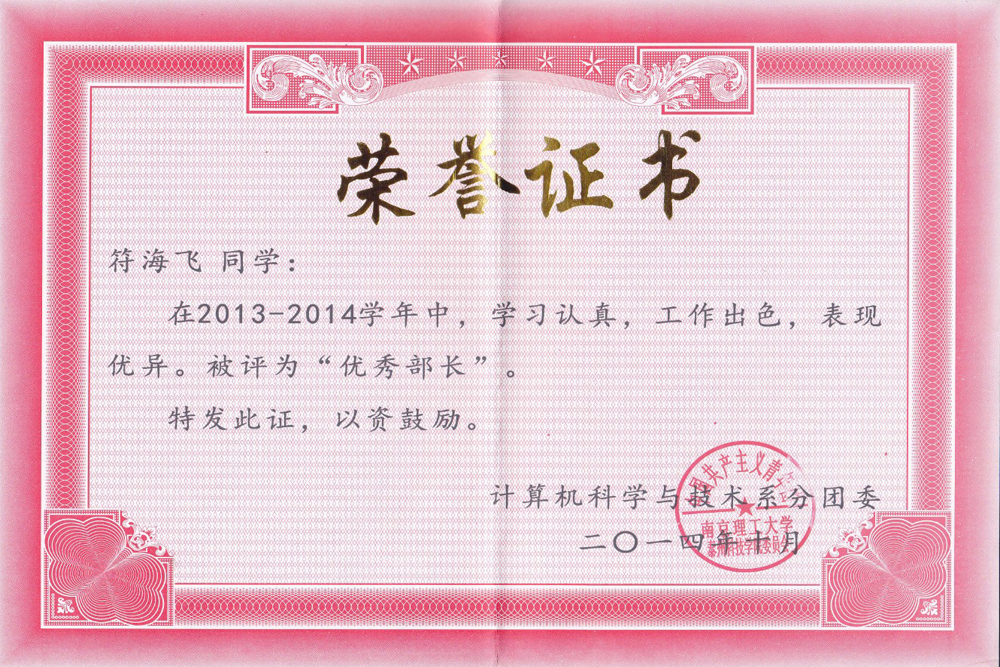 荣誉证书
符海飞 同学：
在2013-2014学年中，学习认真，工作出色，表现
优异。被评为“优秀部长”。
特发此证，以资鼓励。
计算机科学与技术系分团委
二〇一四年十月
国共产主义青
南京理工大学